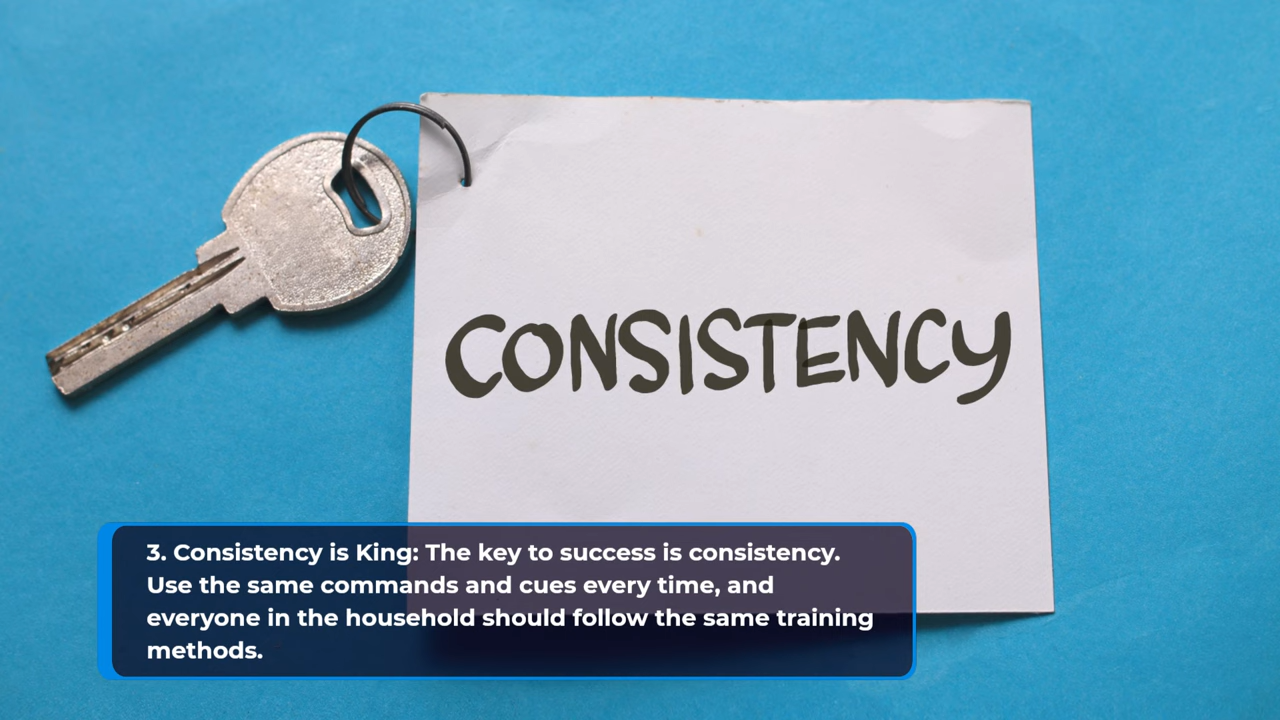 CONSISTENCY
3. Consistency is King: The key to success is consistency.
Use the same commands and cues every time, and
everyone in the household should follow the same training
methods.